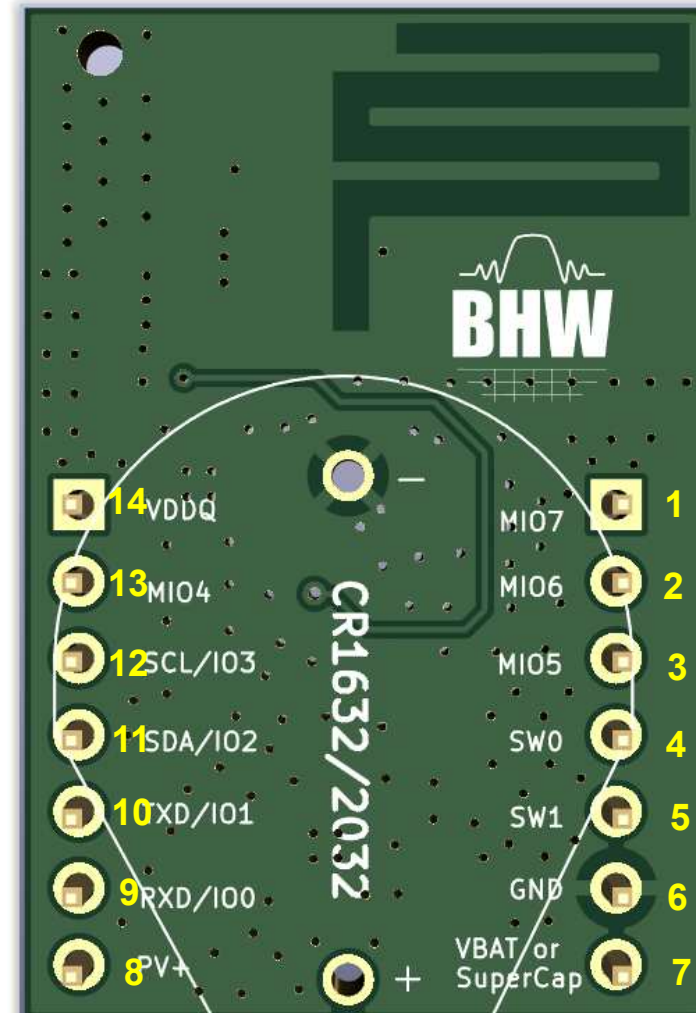 BHW
-
14 VDDQ MIO7 1
13 MIO4 MIO6 2
12 SCL/IO3 MIO5 3
11 SDA/IO2 SW0 4
10 TXD/IO1 SW1 5
9 RXD/IO0 GND 6
8 PV+ VBAT or SuperCap 7
CR1632/2032
+